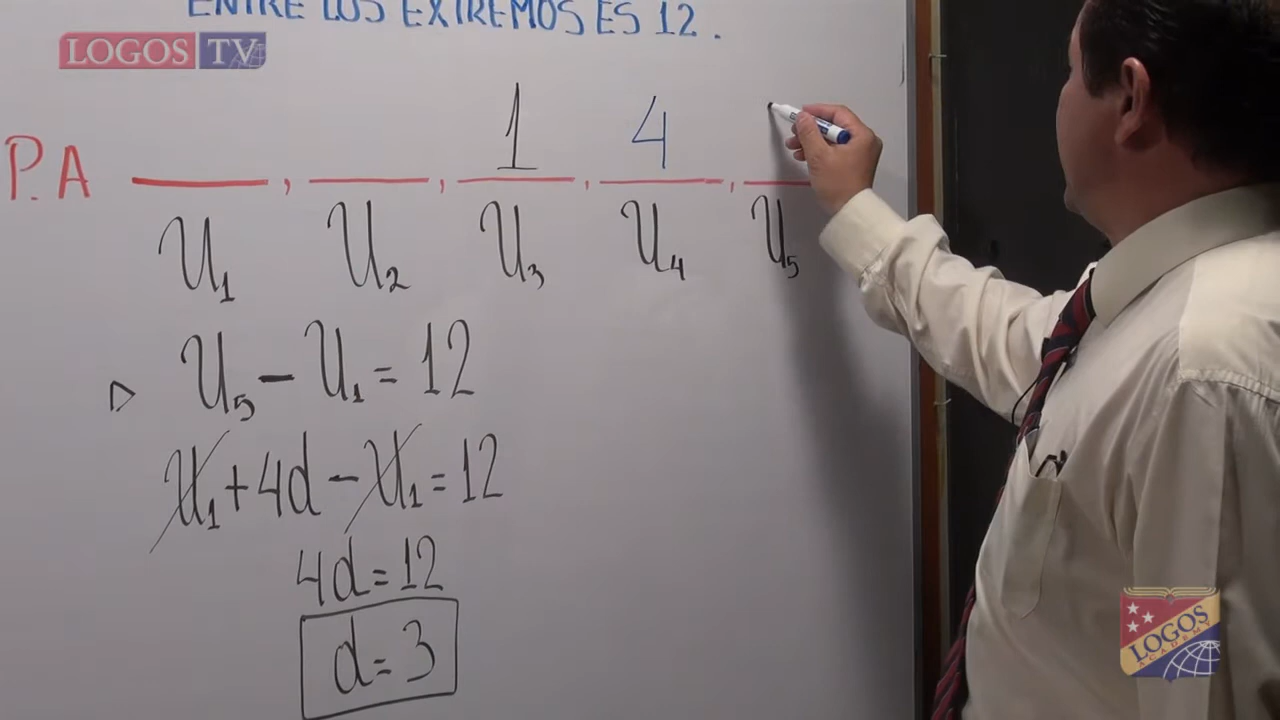 ENTRE LOS EXTREMOS ES 12.
LOGOS TV
1 4
P.A , , , ,
U₁ U₂ U₃ U₄ U₅
▷ U₅ − U₁ = 12
U₁ + 4d − U₁ = 12
4d = 12
d = 3
LOGOS
ACADEMY